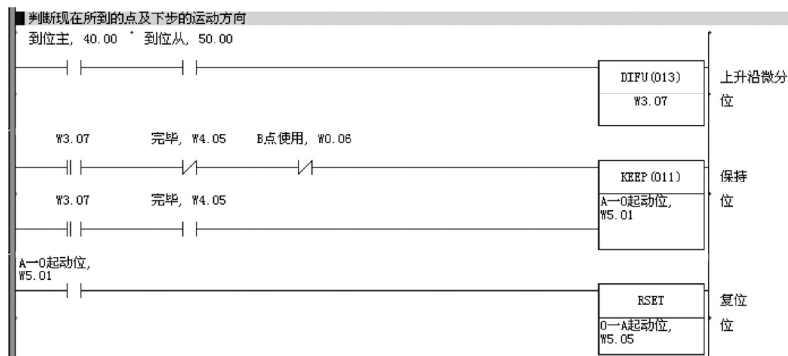 判断现在所到的点及下步的运动方向
到位主, 40.00 到位从, 50.00
DIFU(013) 上升沿微分
W3.07 位
W3.07 完毕, W4.05 B点使用, W0.06
KEEP(011) 保持
W3.07 完毕, W4.05 A—O起动位, 位
W5.01
A—O起动位,
W5.01
RSET 复位
O—A起动位, 位
W5.05